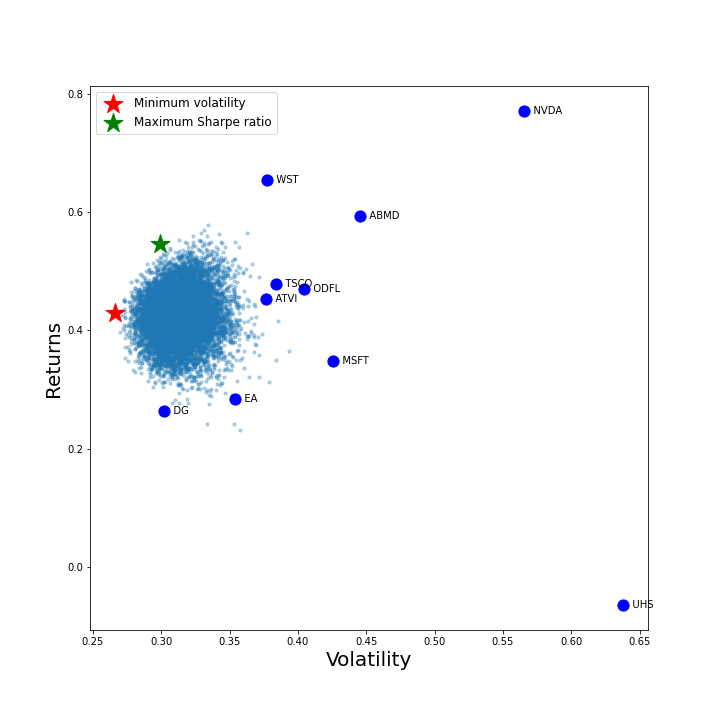 Minimum volatility
Maximum Sharpe ratio
0.8
NVDA
WST
ABMD
0.6
TSCO
ODFL
ATVI
0.4
MSFT
EA
DG
0.2
0.0
UHS
Returns
0.25 0.30 0.35 0.40 0.45 0.50 0.55 0.60 0.65
Volatility